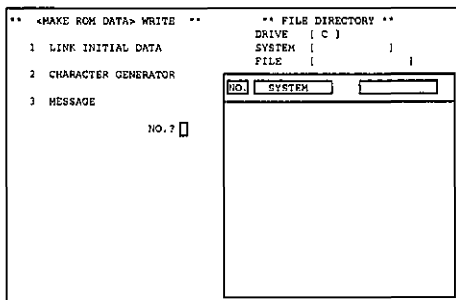 ** <MAKE ROM DATA> WRITE **
1 LINK INITIAL DATA
2 CHARACTER GENERATOR
3 MESSAGE
NO.?
** FILE DIRECTORY **
DRIVE [ C ]
SYSTEM [ ]
FILE [ ]
NO. SYSTEM